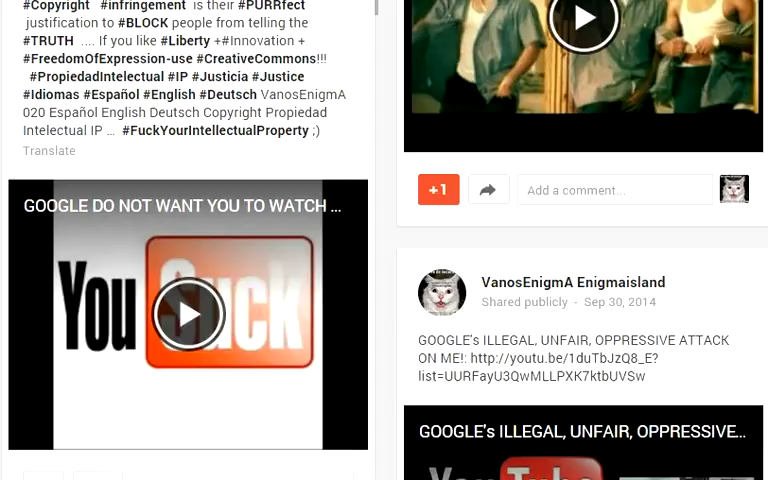 #Copyright #infringement is their #PURRfect
justification to #BLOCK people from telling the
#TRUTH .... If you like #Liberty +#Innovation +
#FreedomOfExpression-use #CreativeCommons!!!
#PropiedadIntelectual #IP #Justicia #Justice
#Idiomas #Español #English #Deutsch VanosEnigmA
020 Español English Deutsch Copyright Propiedad
Intelectual IP ... #FuckYourIntellectualProperty ;)
Translate
GOOGLE DO NOT WANT YOU TO WATCH ...
You Suck
+1
Add a comment...
VanosEnigmA Enigmaisland
Shared publicly - Sep 30, 2014
GOOGLE's ILLEGAL, UNFAIR, OPPRESSIVE ATTACK
ON ME!: http://youtu.be/1duTbJzQ8_E?
list=UURFayU3QwMLLPXK7ktbUVSw
GOOGLE's ILLEGAL, UNFAIR, OPPRESSIVE...
You Tube